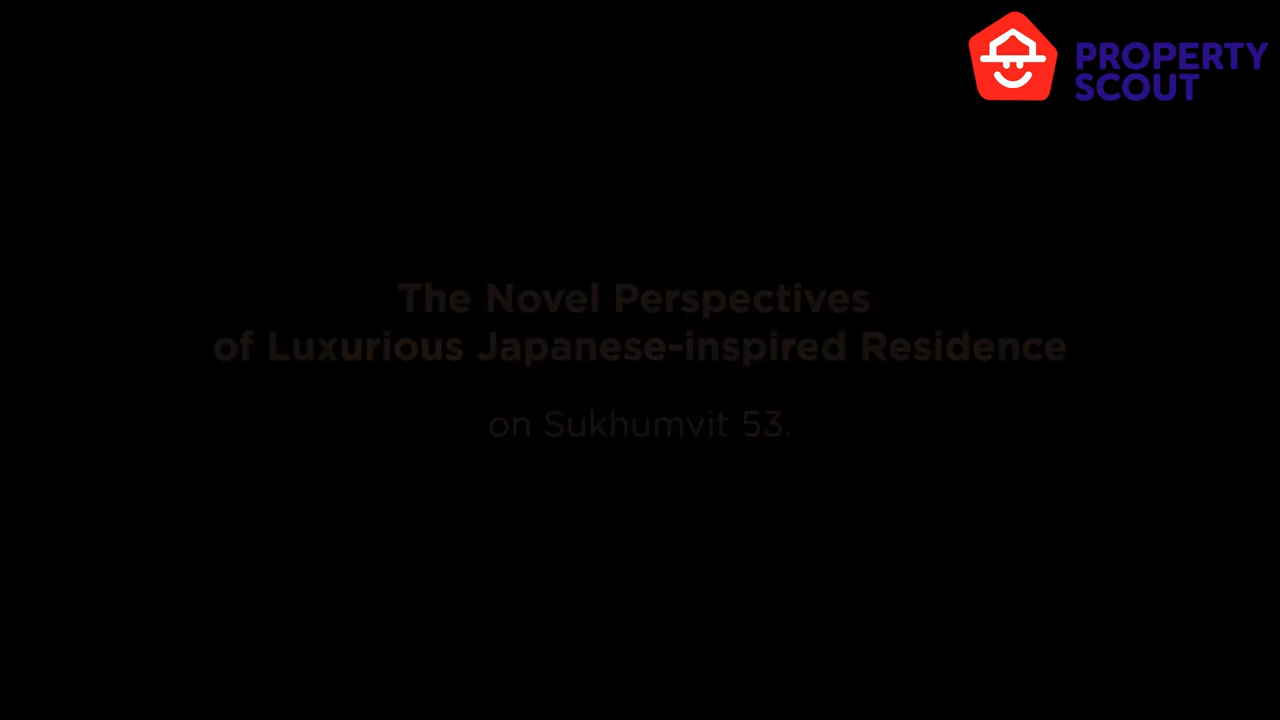 PROPERTY
SCOUT
The Novel Perspectives
of Luxurious Japanese-inspired Residence
on Sukhumvit 53.